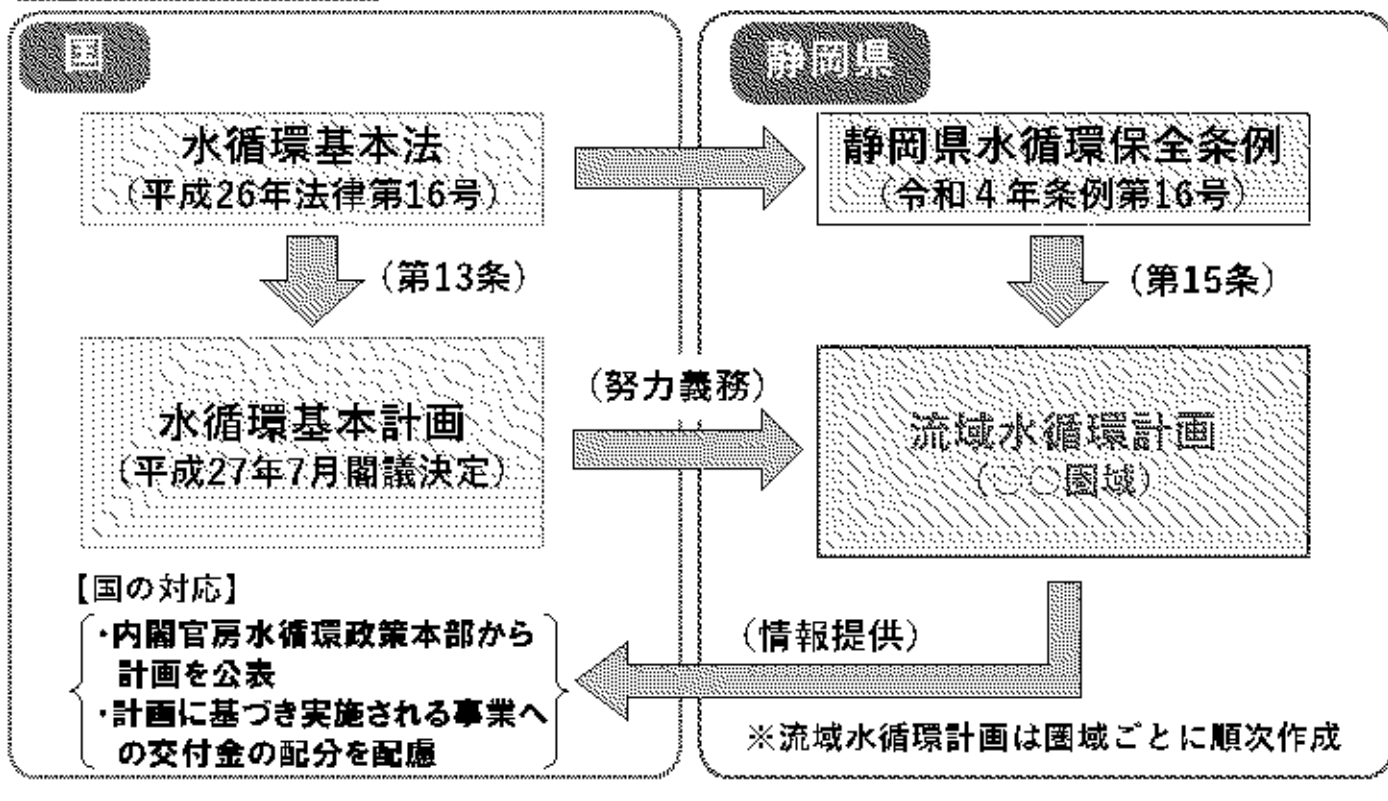 国
水循環基本法
(平成26年法律第16号)
(第13条)
水循環基本計画
(平成27年7月閣議決定)
【国の対応】
・内閣官房水循環政策本部から
計画を公表
・計画に基づき実施される事業へ
の交付金の配分を配慮
(努力義務)
静岡県
静岡県水循環保全条例
(令和4年条例第16号)
(第15条)
流域水循環計画
(○○圏域)
(情報提供)
※流域水循環計画は圏域ごとに順次作成